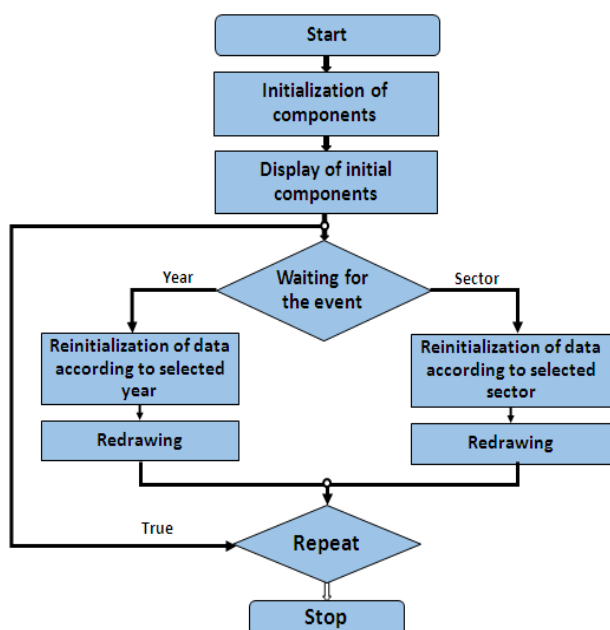 Start
Initialization of
components
Display of initial
components
Waiting for
the event
Year
Sector
Reinitialization of data
according to selected
year
Reinitialization of data
according to selected
sector
Redrawing
Redrawing
True
Repeat
Stop